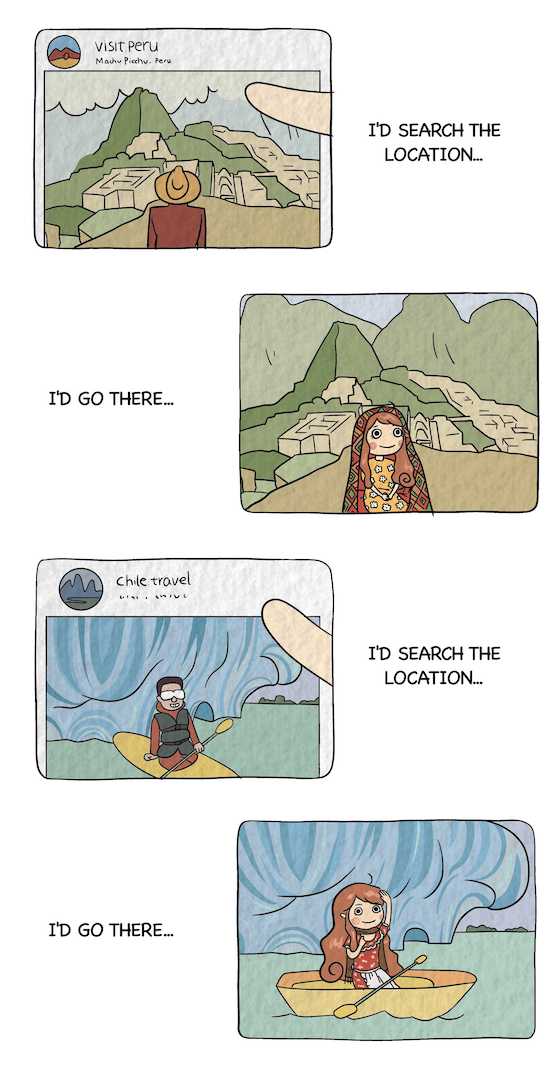 VISIT PERU
Machu Picchu, Peru
I'D SEARCH THE
LOCATION...
I'D GO THERE...
Chile travel
I'D SEARCH THE
LOCATION...
I'D GO THERE...